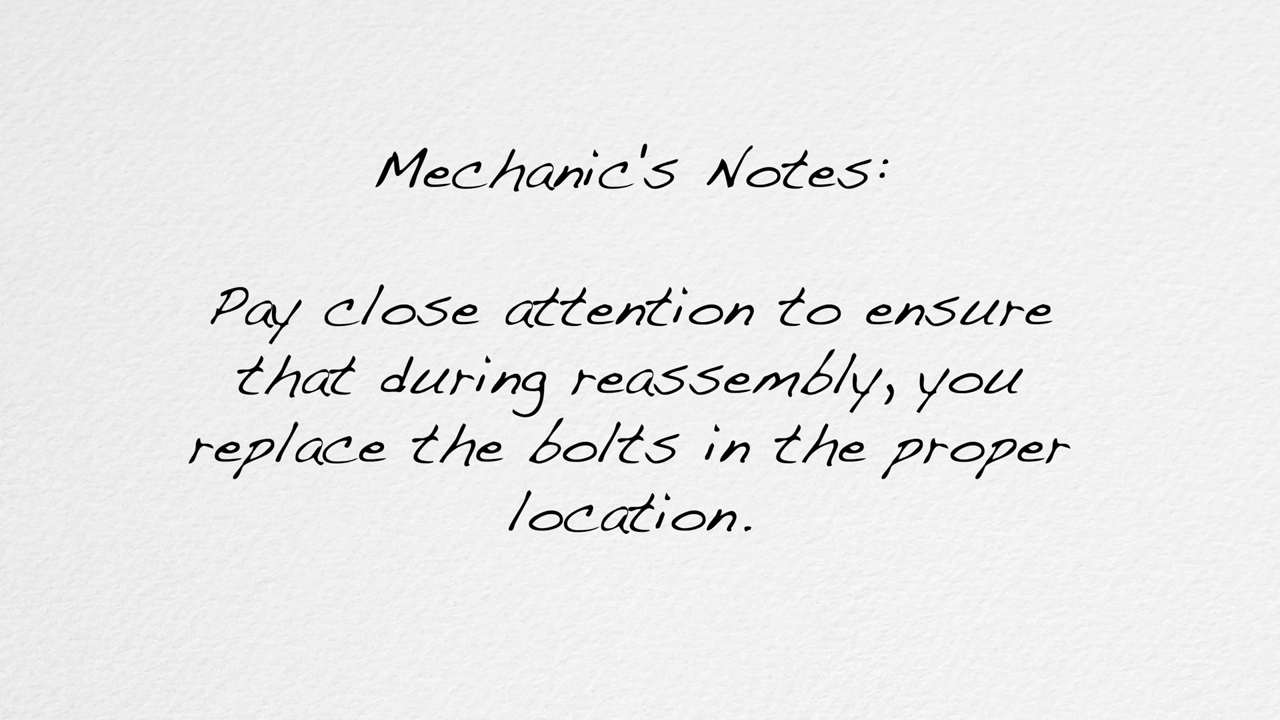 Mechanic's Notes:
Pay close attention to ensure
that during reassembly, you
replace the bolts in the proper
location.